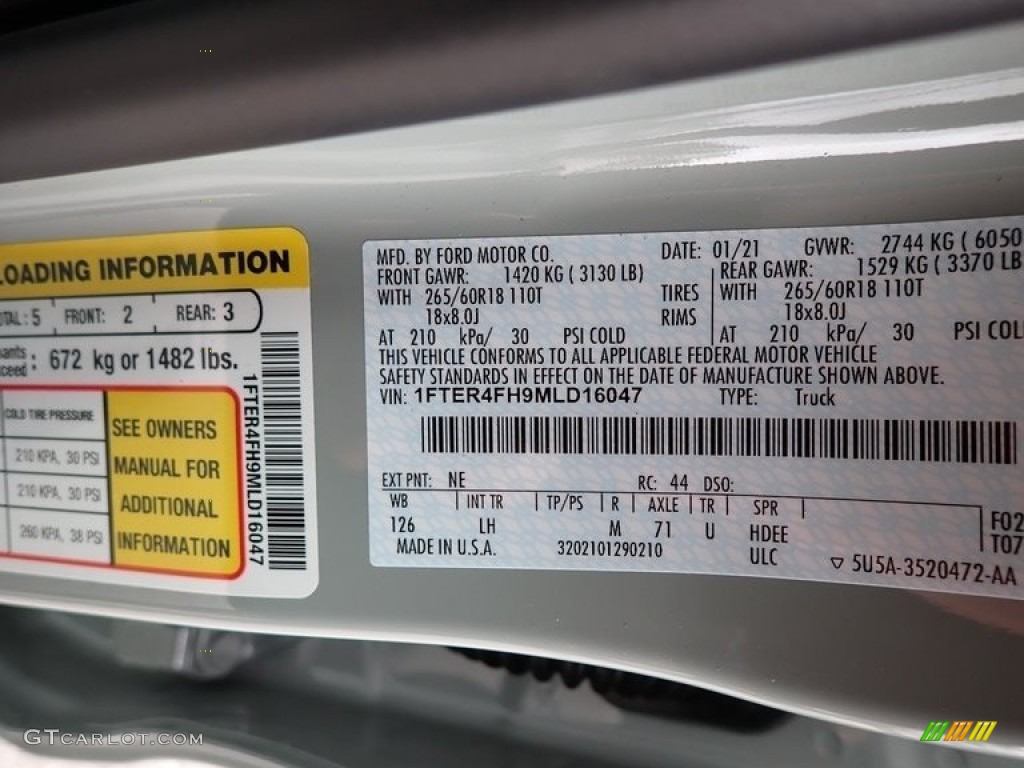 LOADING INFORMATION
TOTAL: 5 FRONT: 2 REAR: 3
672 kg or 1482 lbs.
COLD TIRE PRESSURE
210 KPA, 30 PSI
210 KPA, 30 PSI
260 KPA, 38 PSI
SEE OWNERS
MANUAL FOR
ADDITIONAL
INFORMATION
1FTER4FH9MLD16047
MFD. BY FORD MOTOR CO. DATE: 01/21 GVWR: 2744 KG ( 6050
FRONT GAWR: 1420 KG ( 3130 LB) REAR GAWR: 1529 KG ( 3370 LB
WITH 265/60R18 110T TIRES WITH 265/60R18 110T
18x8.0J RIMS 18x8.0J
AT 210 kPa/ 30 PSI COLD AT 210 kPa/ 30 PSI COL
THIS VEHICLE CONFORMS TO ALL APPLICABLE FEDERAL MOTOR VEHICLE
SAFETY STANDARDS IN EFFECT ON THE DATE OF MANUFACTURE SHOWN ABOVE.
VIN: 1FTER4FH9MLD16047 TYPE: Truck
EXT PNT: NE RC: 44 DSO:
WB INT TR TP/PS R AXLE TR SPR
126 LH M 71 U HDEE
F02
T07
MADE IN U.S.A. 3202101290210 ULC
5U5A-3520472-AA
GTCARLOT.COM